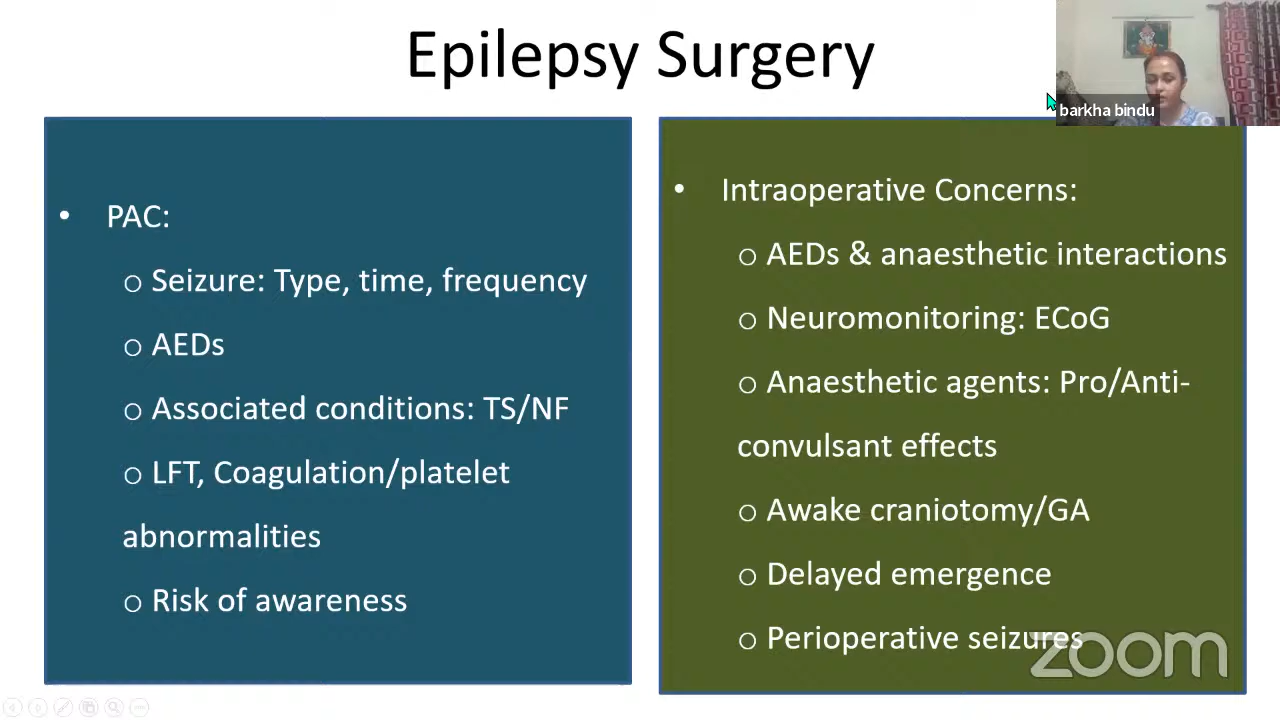 Epilepsy Surgery
barkha bindu
• PAC:
o Seizure: Type, time, frequency
o AEDs
o Associated conditions: TS/NF
o LFT, Coagulation/platelet
abnormalities
o Risk of awareness
• Intraoperative Concerns:
o AEDs & anaesthetic interactions
o Neuromonitoring: ECoG
o Anaesthetic agents: Pro/Anti-
convulsant effects
o Awake craniotomy/GA
o Delayed emergence
o Perioperative seizures
zoom